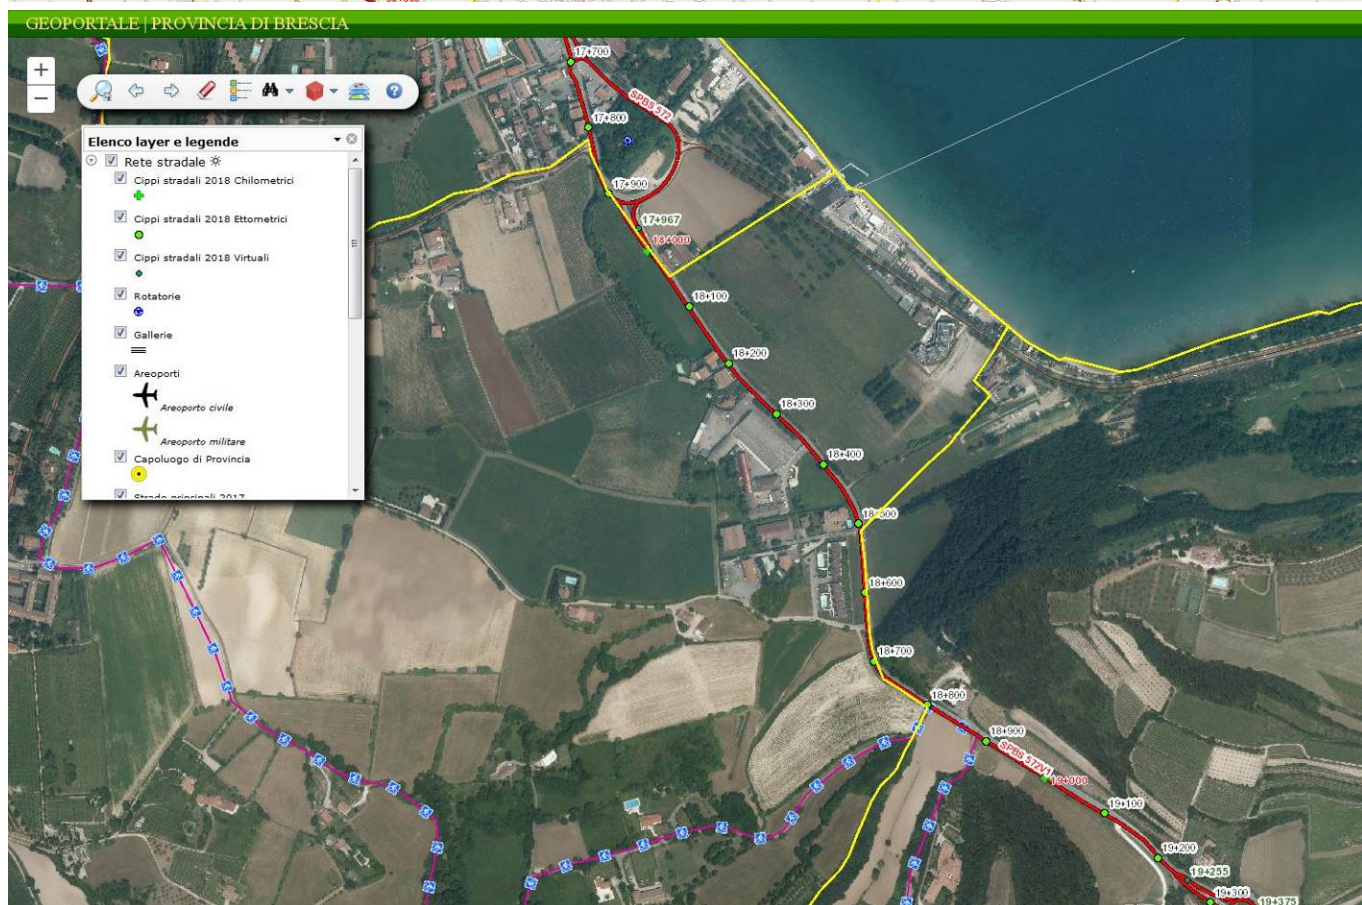 GEOPORTALE | PROVINCIA DI BRESCIA
17+700
SPBS 572
17+800
Elenco layer e legende
Rete stradale
Cippi stradali 2018 Chilometrici
17+900
Cippi stradali 2018 Ettometrici
17+967
18+000
Cippi stradali 2018 Virtuali
Rotatorie
18+100
Gallerie
18+200
Areoporti
Areoporto civile
18+300
Areoporto militare
Capoluogo di Provincia
18+400
Strade principali 2017
18+500
18+600
18+700
18+800
18+900
SPBS 572V1
19+000
19+100
19+200
19+255
19+300
19+375